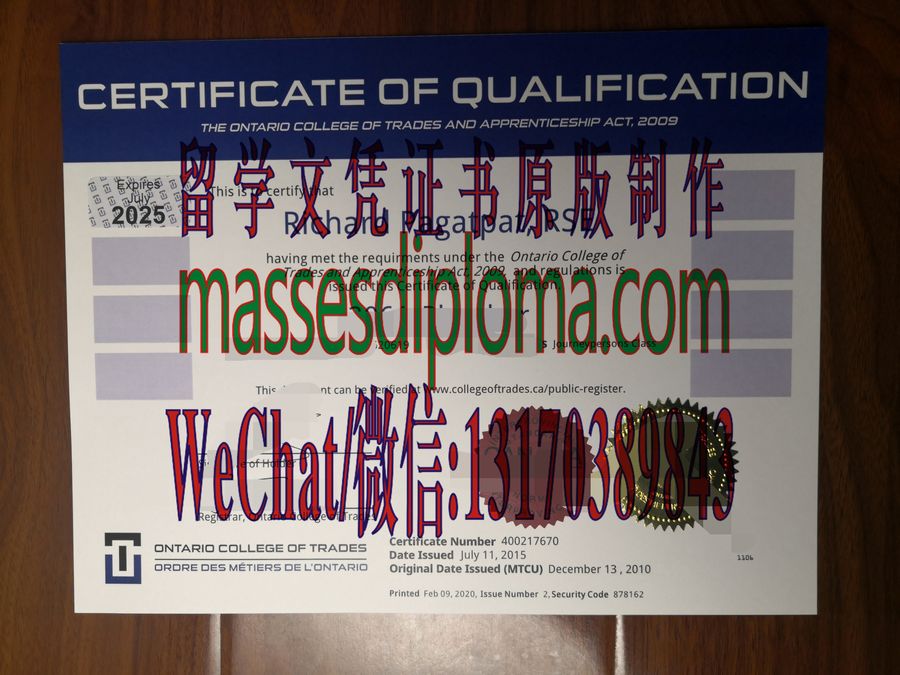 CERTIFICATE OF QUALIFICATION
THE ONTARIO COLLEGE OF TRADES AND APPRENTICESHIP ACT, 2009
留学文凭证书原版制作
Expires
July
2025
This is to certify that
Richard Pagatpat, RSE
having met the requirments under the Ontario College of
Trades and Apprenticeship Act, 2009, and regulations is
issued this Certificate of Qualification.
massesdiploma.com
20619
S Journeypersons Class
This can be verified at www.collegeoftrades.ca/public-register.
WeChat/微信:13170389843
of Holder
Registrar, Ontario College of Trades
ONTARIO COLLEGE OF TRADES
ORDRE DES MÉTIERS DE L'ONTARIO
Certificate Number 400217670
Date Issued July 11, 2015
Original Date Issued (MTCU) December 13 , 2010
1106
Printed Feb 09, 2020, Issue Number 2, Security Code 878162